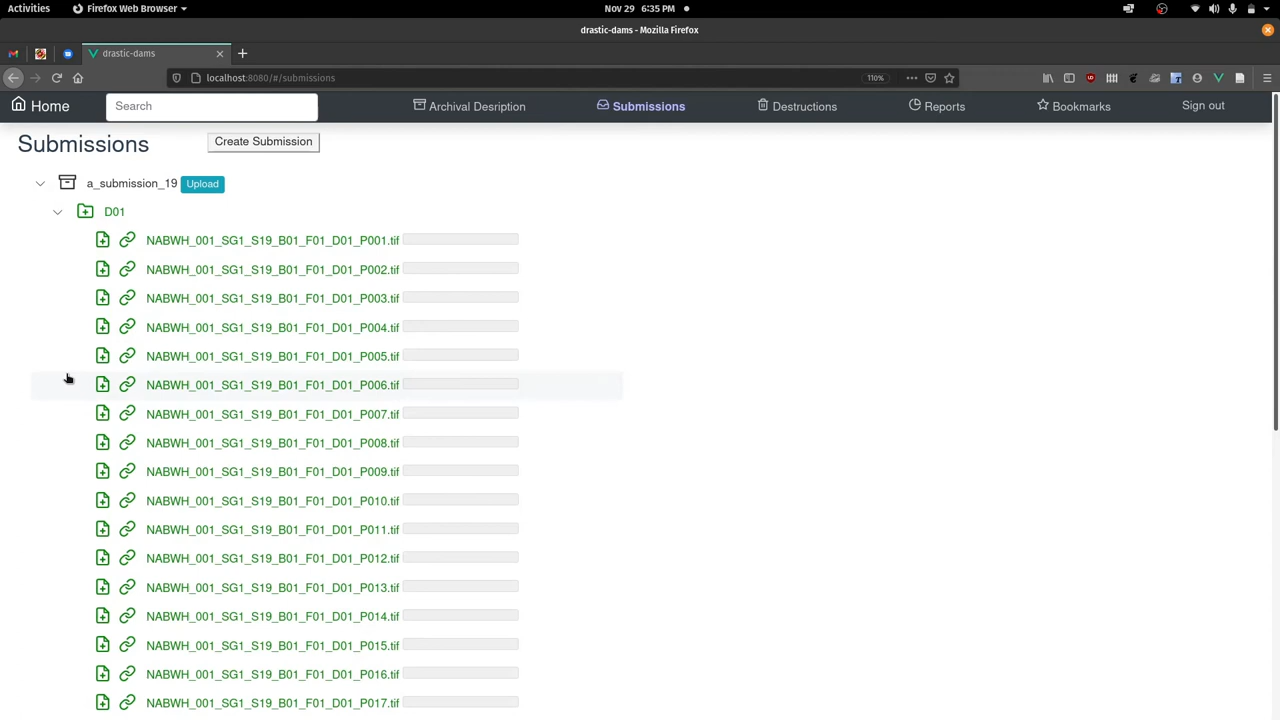 Activities Firefox Web Browser Nov 29 6:35 PM
drastic-dams - Mozilla Firefox
drastic-dams
localhost:8080/#/submissions 110%
Home Search Archival Desription Submissions Destructions Reports Bookmarks Sign out
Submissions Create Submission
a_submission_19 Upload
D01
NABWH_001_SG1_S19_B01_F01_D01_P001.tif
NABWH_001_SG1_S19_B01_F01_D01_P002.tif
NABWH_001_SG1_S19_B01_F01_D01_P003.tif
NABWH_001_SG1_S19_B01_F01_D01_P004.tif
NABWH_001_SG1_S19_B01_F01_D01_P005.tif
NABWH_001_SG1_S19_B01_F01_D01_P006.tif
NABWH_001_SG1_S19_B01_F01_D01_P007.tif
NABWH_001_SG1_S19_B01_F01_D01_P008.tif
NABWH_001_SG1_S19_B01_F01_D01_P009.tif
NABWH_001_SG1_S19_B01_F01_D01_P010.tif
NABWH_001_SG1_S19_B01_F01_D01_P011.tif
NABWH_001_SG1_S19_B01_F01_D01_P012.tif
NABWH_001_SG1_S19_B01_F01_D01_P013.tif
NABWH_001_SG1_S19_B01_F01_D01_P014.tif
NABWH_001_SG1_S19_B01_F01_D01_P015.tif
NABWH_001_SG1_S19_B01_F01_D01_P016.tif
NABWH_001_SG1_S19_B01_F01_D01_P017.tif